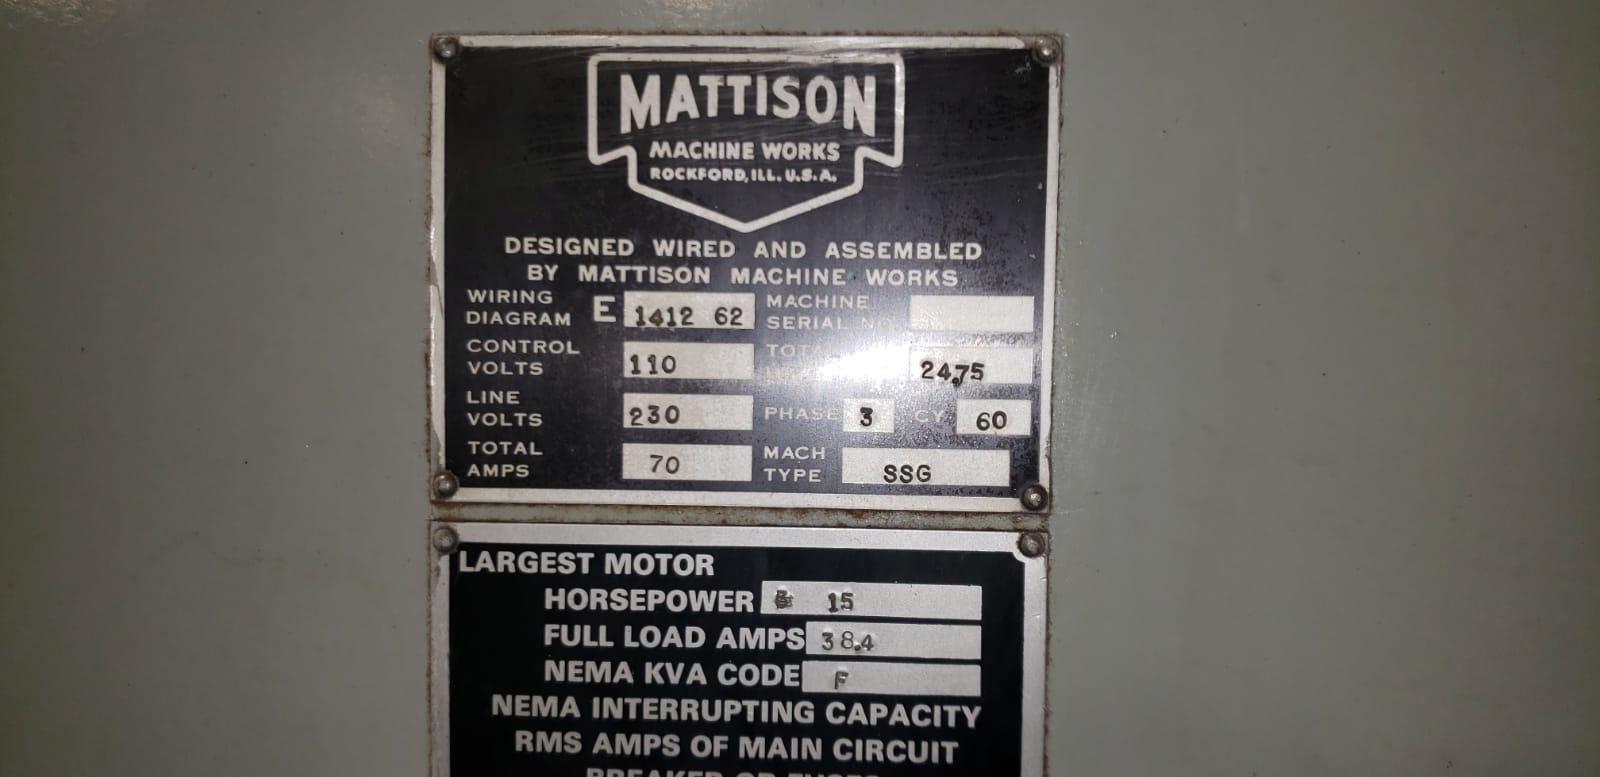 MATTISON
MACHINE WORKS
ROCKFORD, ILL. U.S.A.
DESIGNED WIRED AND ASSEMBLED
BY MATTISON MACHINE WORKS
WIRING DIAGRAM E 1412 62 MACHINE SERIAL NO.
CONTROL VOLTS 110 24.75
LINE VOLTS 230 PHASE 3 CY 60
TOTAL AMPS 70 MACH TYPE SSG
LARGEST MOTOR
HORSEPOWER 15
FULL LOAD AMPS 38.4
NEMA KVA CODE F
NEMA INTERRUPTING CAPACITY
RMS AMPS OF MAIN CIRCUIT